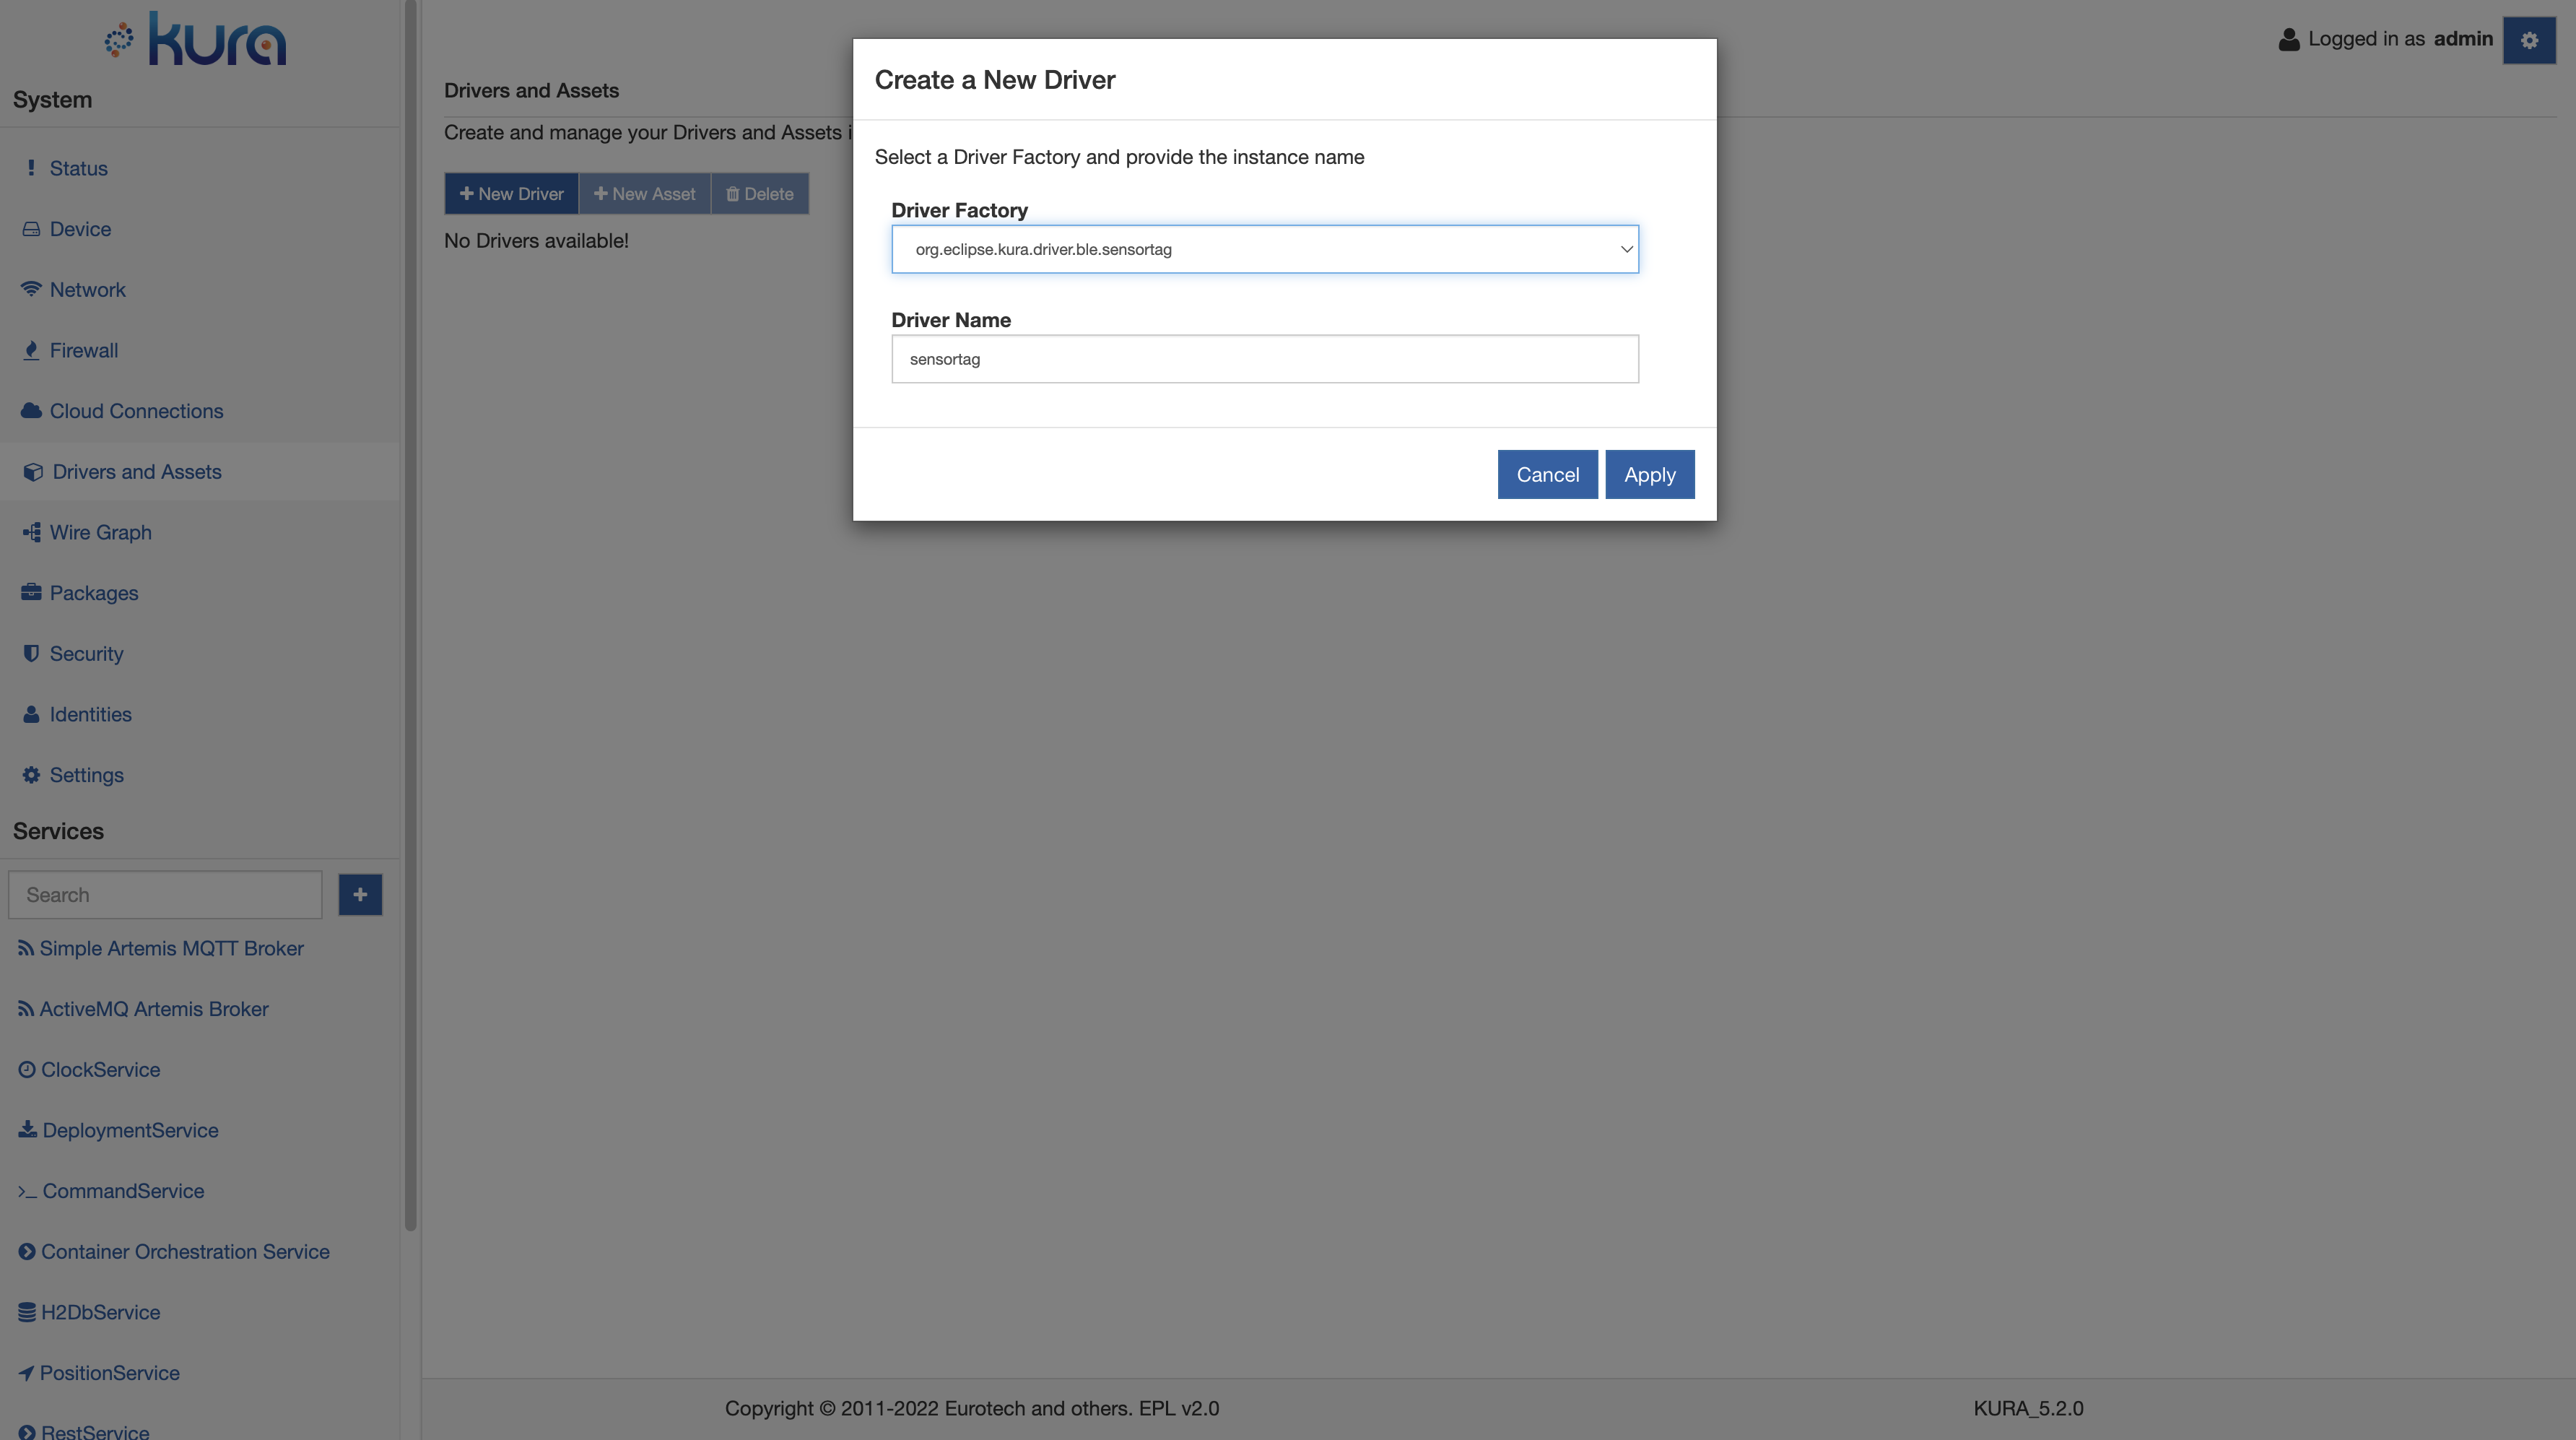 kura
Logged in as admin
System
Status
Device
Network
Firewall
Cloud Connections
Drivers and Assets
Wire Graph
Packages
Security
Identities
Settings
Services
Search
Simple Artemis MQTT Broker
ActiveMQ Artemis Broker
ClockService
DeploymentService
CommandService
Container Orchestration Service
H2DbService
PositionService
RestService
Drivers and Assets
Create and manage your Drivers and Assets i
New Driver
New Asset
Delete
No Drivers available!
Create a New Driver
Select a Driver Factory and provide the instance name
Driver Factory
org.eclipse.kura.driver.ble.sensortag
Driver Name
sensortag
Cancel
Apply
Copyright © 2011-2022 Eurotech and others. EPL v2.0
KURA_5.2.0